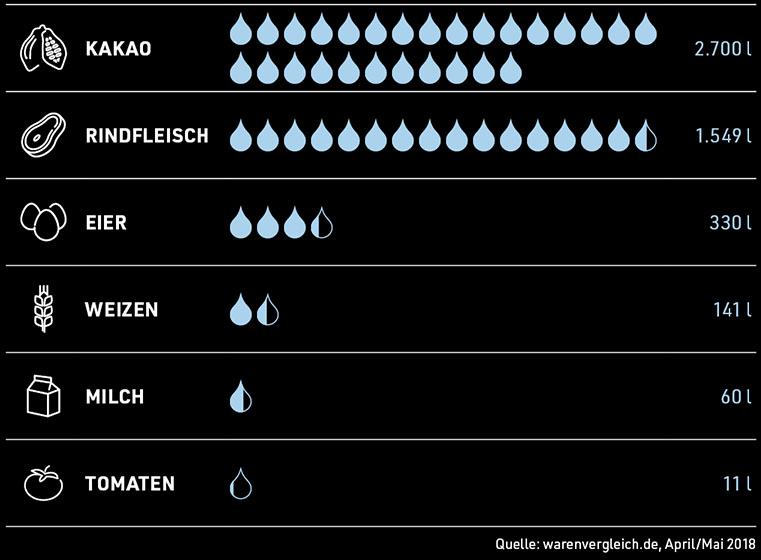 KAKAO 2.700 l
RINDFLEISCH 1.549 l
EIER 330 l
WEIZEN 141 l
MILCH 60 l
TOMATEN 11 l
Quelle: warenvergleich.de, April/Mai 2018